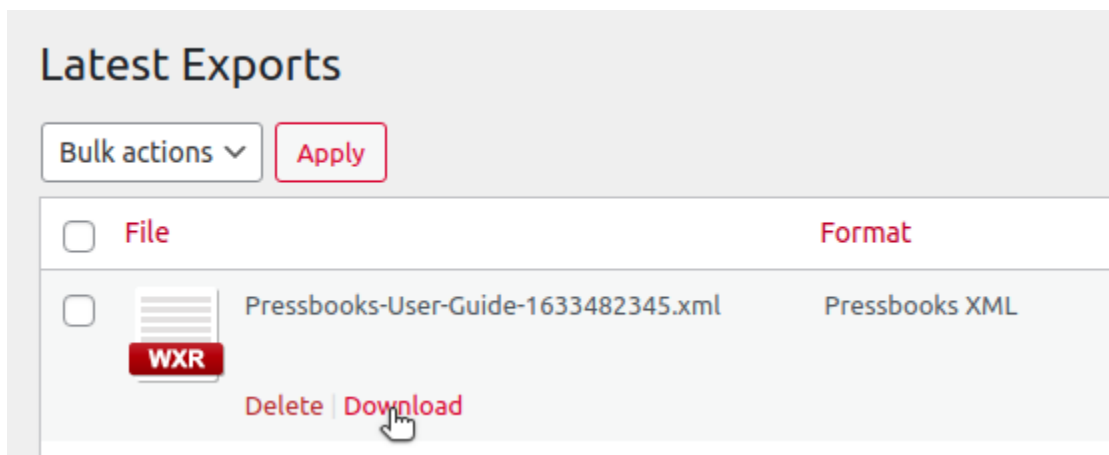 Latest Exports
Bulk actions Apply
File Format
Pressbooks-User-Guide-1633482345.xml Pressbooks XML
WXR
Delete | Download